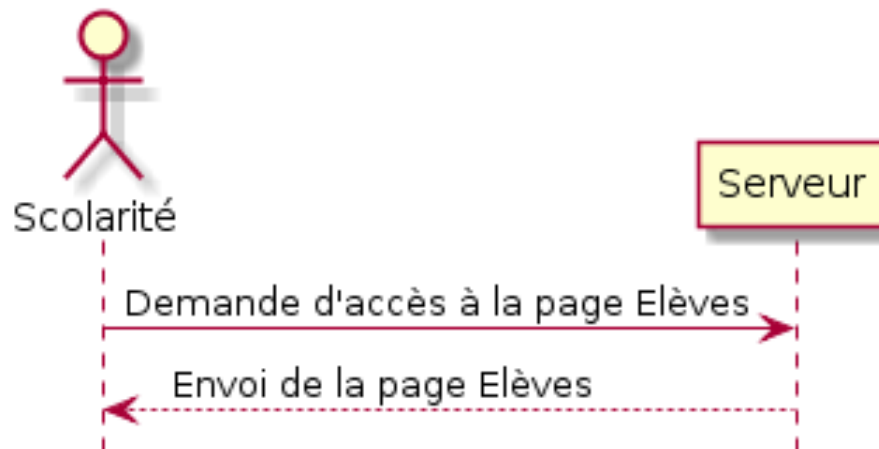 Scolarité
Serveur
Demande d'accès à la page Elèves
Envoi de la page Elèves